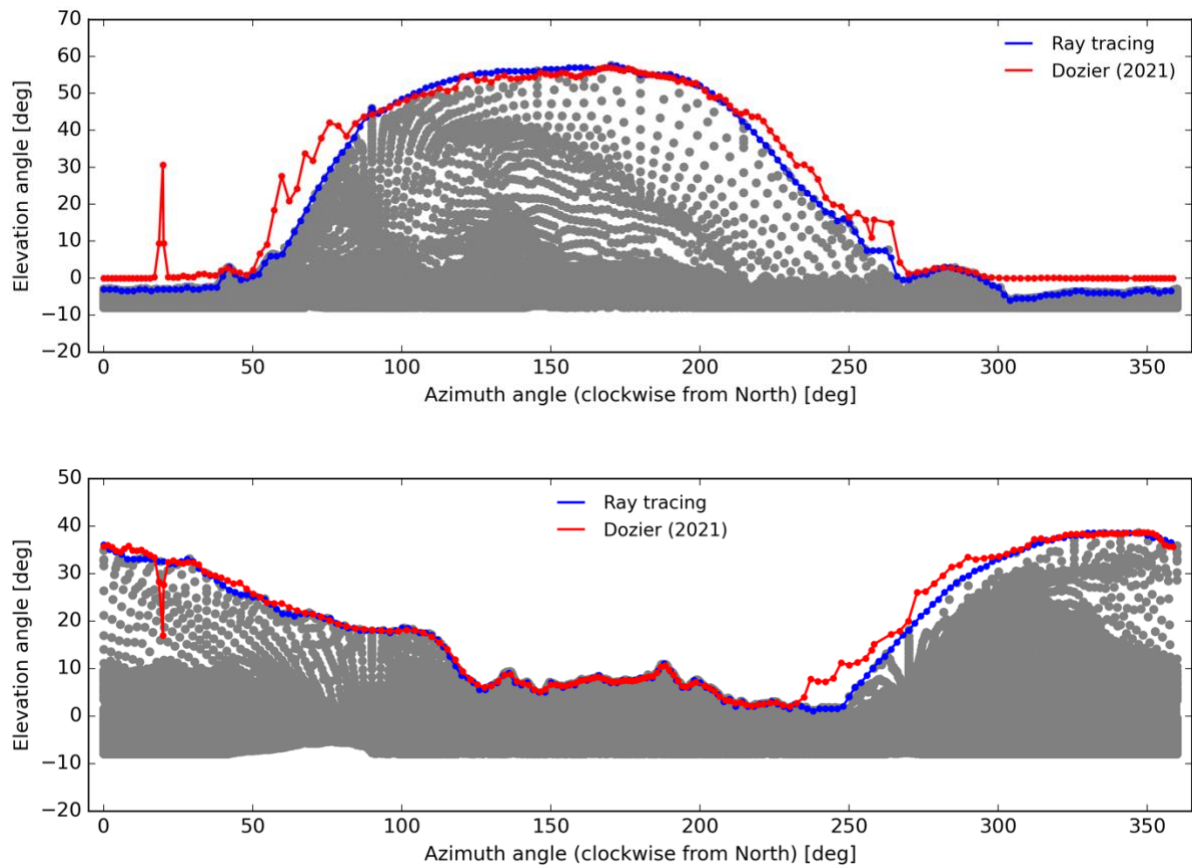 70
60
50
40
30
20
10
0
−10
−20
Elevation angle [deg]
Ray tracing
Dozier (2021)
0 50 100 150 200 250 300 350
Azimuth angle (clockwise from North) [deg]
50
40
30
20
10
0
−10
−20
Elevation angle [deg]
Ray tracing
Dozier (2021)
0 50 100 150 200 250 300 350
Azimuth angle (clockwise from North) [deg]